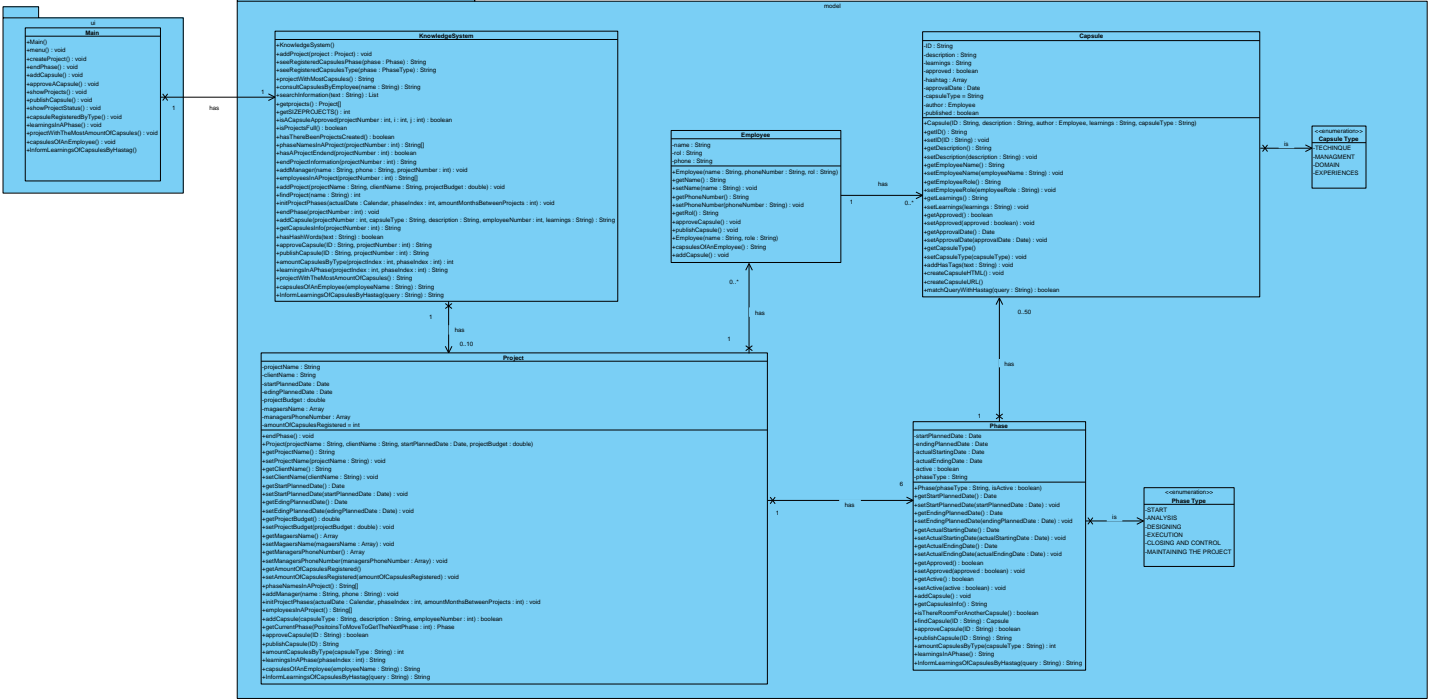 ui
Main
+Main()
+menu() : void
+createProject() : void
+endPhase() : void
+addCapsule() : void
+approveACapsule() : void
+showProjects() : void
+publishCapsule() : void
+showProjectStatus() : void
+capsuleRegisteredByType() : void
+learningsInAPhase() : void
+projectWithTheMostAmountOfCapsules() : void
+capsulesOfAnEmployee() : void
+InformLearningsOfCapsulesByHastag()
1
has
1
model
KnowledgeSystem
+KnowledgeSystem()
+addProject(project : Project) : void
+seeRegisteredCapsulesPhase(phase : Phase) : String
+seeRegisteredCapsulesType(phase : PhaseType) : String
+projectWithMostCapsules() : String
+consultCapsulesByEmployee(name : String) : String
+searchInformation(text : String) : List
+getprojects() : Project[]
+getSIZEPROJECTS() : int
+isACapsuleApproved(projectNumber : int, i : int, j : int) : boolean
+isProjectsFull() : boolean
+hasThereBeenProjectsCreated() : boolean
+phaseNamesInAProject(projectNumber : int) : String[]
+hasAProjectEndend(projectNumber : int) : boolean
+endProjectInformation(projectNumber : int) : String
+addManager(name : String, phone : String, projectNumber : int) : void
+employeesInAProject(projectNumber : int) : String[]
+addProject(projectName : String, clientName : String, projectBudget : double) : void
+findProject(name : String) : int
+initProjectPhases(actualDate : Calendar, phaseIndex : int, amountMonthsBetweenProjects : int) : void
+endPhase(projectNumber : int) : void
+addCapsule(projectNumber : int, capsuleType : String, description : String, employeeNumber : int, learnings : String) : String
+getCapsulesInfo(projectNumber : int) : String
+hasHashWords(text : String) : boolean
+approveCapsule(ID : String, projectNumber : int) : String
+publishCapsule(ID : String, projectNumber : int) : String
+amountCapsulesByType(projectIndex : int, phaseIndex : int) : int
+learningsInAPhase(projectIndex : int, phaseIndex : int) : String
+projectWithTheMostAmountOfCapsules() : String
+capsulesOfAnEmployee(employeeName : String) : String
+InformLearningsOfCapsulesByHastag(query : String) : String
1
has
0..10
Employee
-name : String
-rol : String
-phone : String
+Employee(name : String, phoneNumber : String, rol : String)
+getName() : String
+setName(name : String) : void
+getPhoneNumber() : String
+setPhoneNumber(phoneNumber : String) : void
+getRol() : String
+approveCapsule() : void
+publishCapsule() : void
+Employee(name : String, role : String)
+capsulesOfAnEmployee() : String
+addCapsule() : void
0..*
has
1
has
1
0..*
Capsule
-ID : String
-description : String
-learnings : String
-approved : boolean
-hashtag : Array
-approvalDate : Date
-capsuleType = String
-author : Employee
-published : boolean
+Capsule(ID : String, description : String, author : Employee, learnings : String, capsuleType : String)
+getID() : String
+setID(ID : String) : void
+getDescription() : String
+setDescription(description : String) : void
+getEmployeeName() : String
+setEmployeeName(employeeName : String) : void
+getEmployeeRole() : String
+setEmployeeRole(employeeRole : String) : void
+getLearnings() : String
+setLearnings(learnings : String) : void
+getApproved() : boolean
+setApproved(approved : boolean) : void
+getApprovalDate() : Date
+setApprovalDate(approvalDate : Date) : void
+getCapsuleType()
+setCapsuleType(capsuleType) : void
+addHasTags(text : String) : void
+createCapsuleHTML() : void
+createCapsuleURL()
+matchQueryWithHastag(query : String) : boolean
is
<<enumeration>>
Capsule Type
-TECHINQUE
-MANAGMENT
-DOMAIN
-EXPERIENCES
0..50
has
1
Project
-projectName : String
-clientName : String
-startPlannedDate : Date
-edingPlannedDate : Date
-projectBudget : double
-magaersName : Array
-managersPhoneNumber : Array
-amountOfCapsulesRegistered = int
+endPhase() : void
+Project(projectName : String, clientName : String, startPlannedDate : Date, projectBudget : double)
+getProjectName() : String
+setProjectName(projectName : String) : void
+getClientName() : String
+setClientName(clientName : String) : void
+getStartPlannedDate() : Date
+setStartPlannedDate(startPlannedDate : Date) : void
+getEdingPlannedDate() : Date
+setEdingPlannedDate(edingPlannedDate : Date) : void
+getProjectBudget() : double
+setProjectBudget(projectBudget : double) : void
+getMagaersName() : Array
+setMagaersName(magaersName : Array) : void
+getManagersPhoneNumber() : Array
+setManagersPhoneNumber(managersPhoneNumber : Array) : void
+getAmountOfCapsulesRegistered()
+setAmountOfCapsulesRegistered(amountOfCapsulesRegistered) : void
+phaseNamesInAProject() : String[]
+addManager(name : String, phone : String) : void
+initProjectPhases(actualDate : Calendar, phaseIndex : int, amountMonthsBetweenProjects : int) : void
+employeesInAProject() : String[]
+addCapsule(capsuleType : String, description : String, employeeNumber : int) : boolean
+getCurrentPhase(PositoinsToMoveToGetTheNextPhase : int) : Phase
+approveCapsule(ID : String) : boolean
+publishCapsule(ID) : String
+amountCapsulesByType(capsuleType : String) : int
+learningsInAPhase(phaseIndex : int) : String
+capsulesOfAnEmployee(employeeName : String) : String
+InformLearningsOfCapsulesByHastag(query : String) : String
1
has
6
Phase
-startPlannedDate : Date
-endingPlannedDate : Date
-actualStartingDate : Date
-actualEndingDate : Date
-active : boolean
-phaseType : String
+Phase(phaseType : String, isActive : boolean)
+getStartPlannedDate() : Date
+setStartPlannedDate(startPlannedDate : Date) : void
+getEndingPlannedDate() : Date
+setEndingPlannedDate(endingPlannedDate : Date) : void
+getActualStartingDate() : Date
+setActualStartingDate(actualStartingDate : Date) : void
+getActualEndingDate() : Date
+setActualEndingDate(actualEndingDate : Date) : void
+getApproved() : boolean
+setApproved(approved : boolean) : void
+getActive() : boolean
+setActive(active : boolean) : void
+addCapsule() : void
+getCapsulesInfo() : String
+isThereRoomForAnotherCapsule() : boolean
+findCapsule(ID : String) : Capsule
+approveCapsule(ID : String) : boolean
+publishCapsule(ID : String) : String
+amountCapsulesByType(capsuleType : String) : int
+learningsInAPhase() : String
+InformLearningsOfCapsulesByHastag(query : String) : String
is
<<enumeration>>
Phase Type
-START
-ANALYSIS
-DESIGNING
-EXECUTION
-CLOSING AND CONTROL
-MAINTAINING THE PROJECT